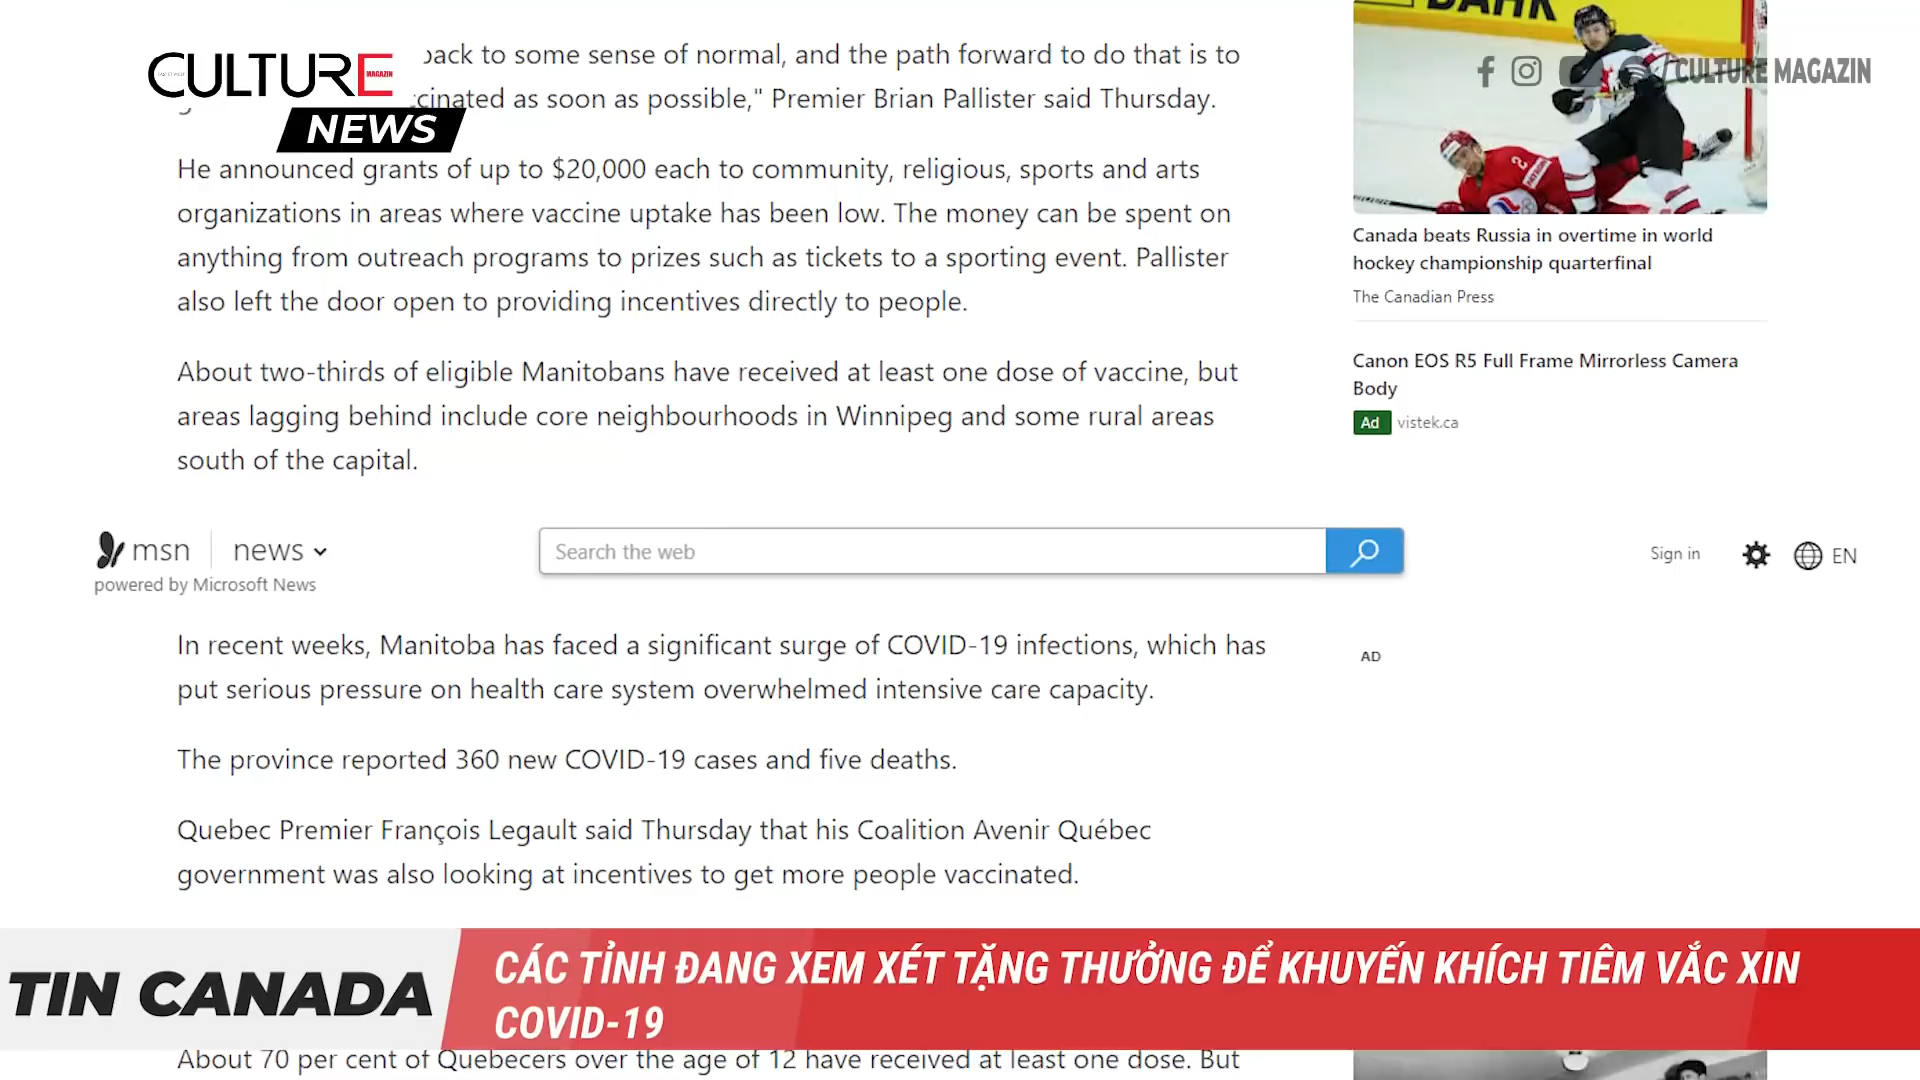 CULTURE
MAGAZIN
NEWS
back to some sense of normal, and the path forward to do that is to
cinated as soon as possible," Premier Brian Pallister said Thursday.
He announced grants of up to $20,000 each to community, religious, sports and arts
organizations in areas where vaccine uptake has been low. The money can be spent on
anything from outreach programs to prizes such as tickets to a sporting event. Pallister
also left the door open to providing incentives directly to people.
About two-thirds of eligible Manitobans have received at least one dose of vaccine, but
areas lagging behind include core neighbourhoods in Winnipeg and some rural areas
south of the capital.
/CULTURE MAGAZIN
2
Canada beats Russia in overtime in world
hockey championship quarterfinal
The Canadian Press
Canon EOS R5 Full Frame Mirrorless Camera
Body
Ad vistek.ca
msn news
powered by Microsoft News
Search the web
Sign in
EN
In recent weeks, Manitoba has faced a significant surge of COVID-19 infections, which has
put serious pressure on health care system overwhelmed intensive care capacity.
AD
The province reported 360 new COVID-19 cases and five deaths.
Quebec Premier François Legault said Thursday that his Coalition Avenir Québec
government was also looking at incentives to get more people vaccinated.
TIN CANADA
CÁC TỈNH ĐANG XEM XÉT TẶNG THƯỞNG ĐỂ KHUYẾN KHÍCH TIÊM VẮC XIN
COVID-19
About 70 per cent of Quebecers over the age of 12 have received at least one dose. But